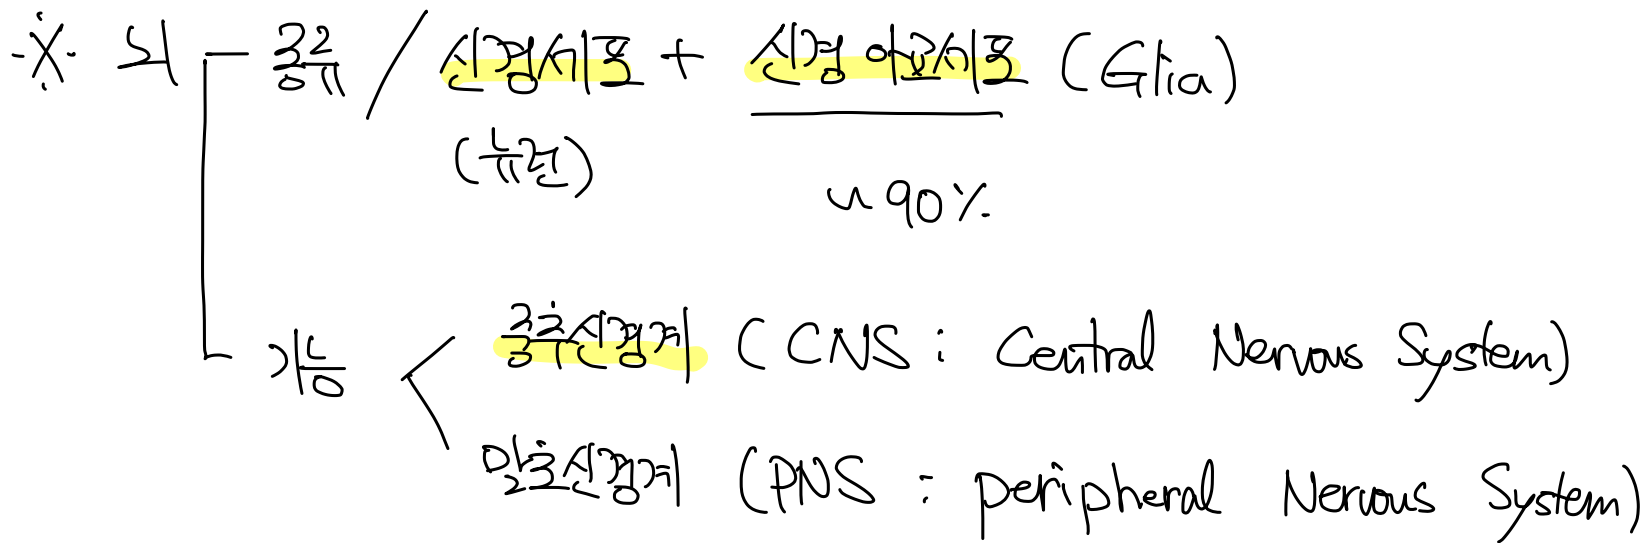 ※ 뇌 - 종류 / 신경세포 + 신경 아교세포 (Glia)
(뉴런)
~90%
기능 < 중추신경계 (CNS : Central Nervous System)
말초신경계 (PNS : peripheral Nervous System)